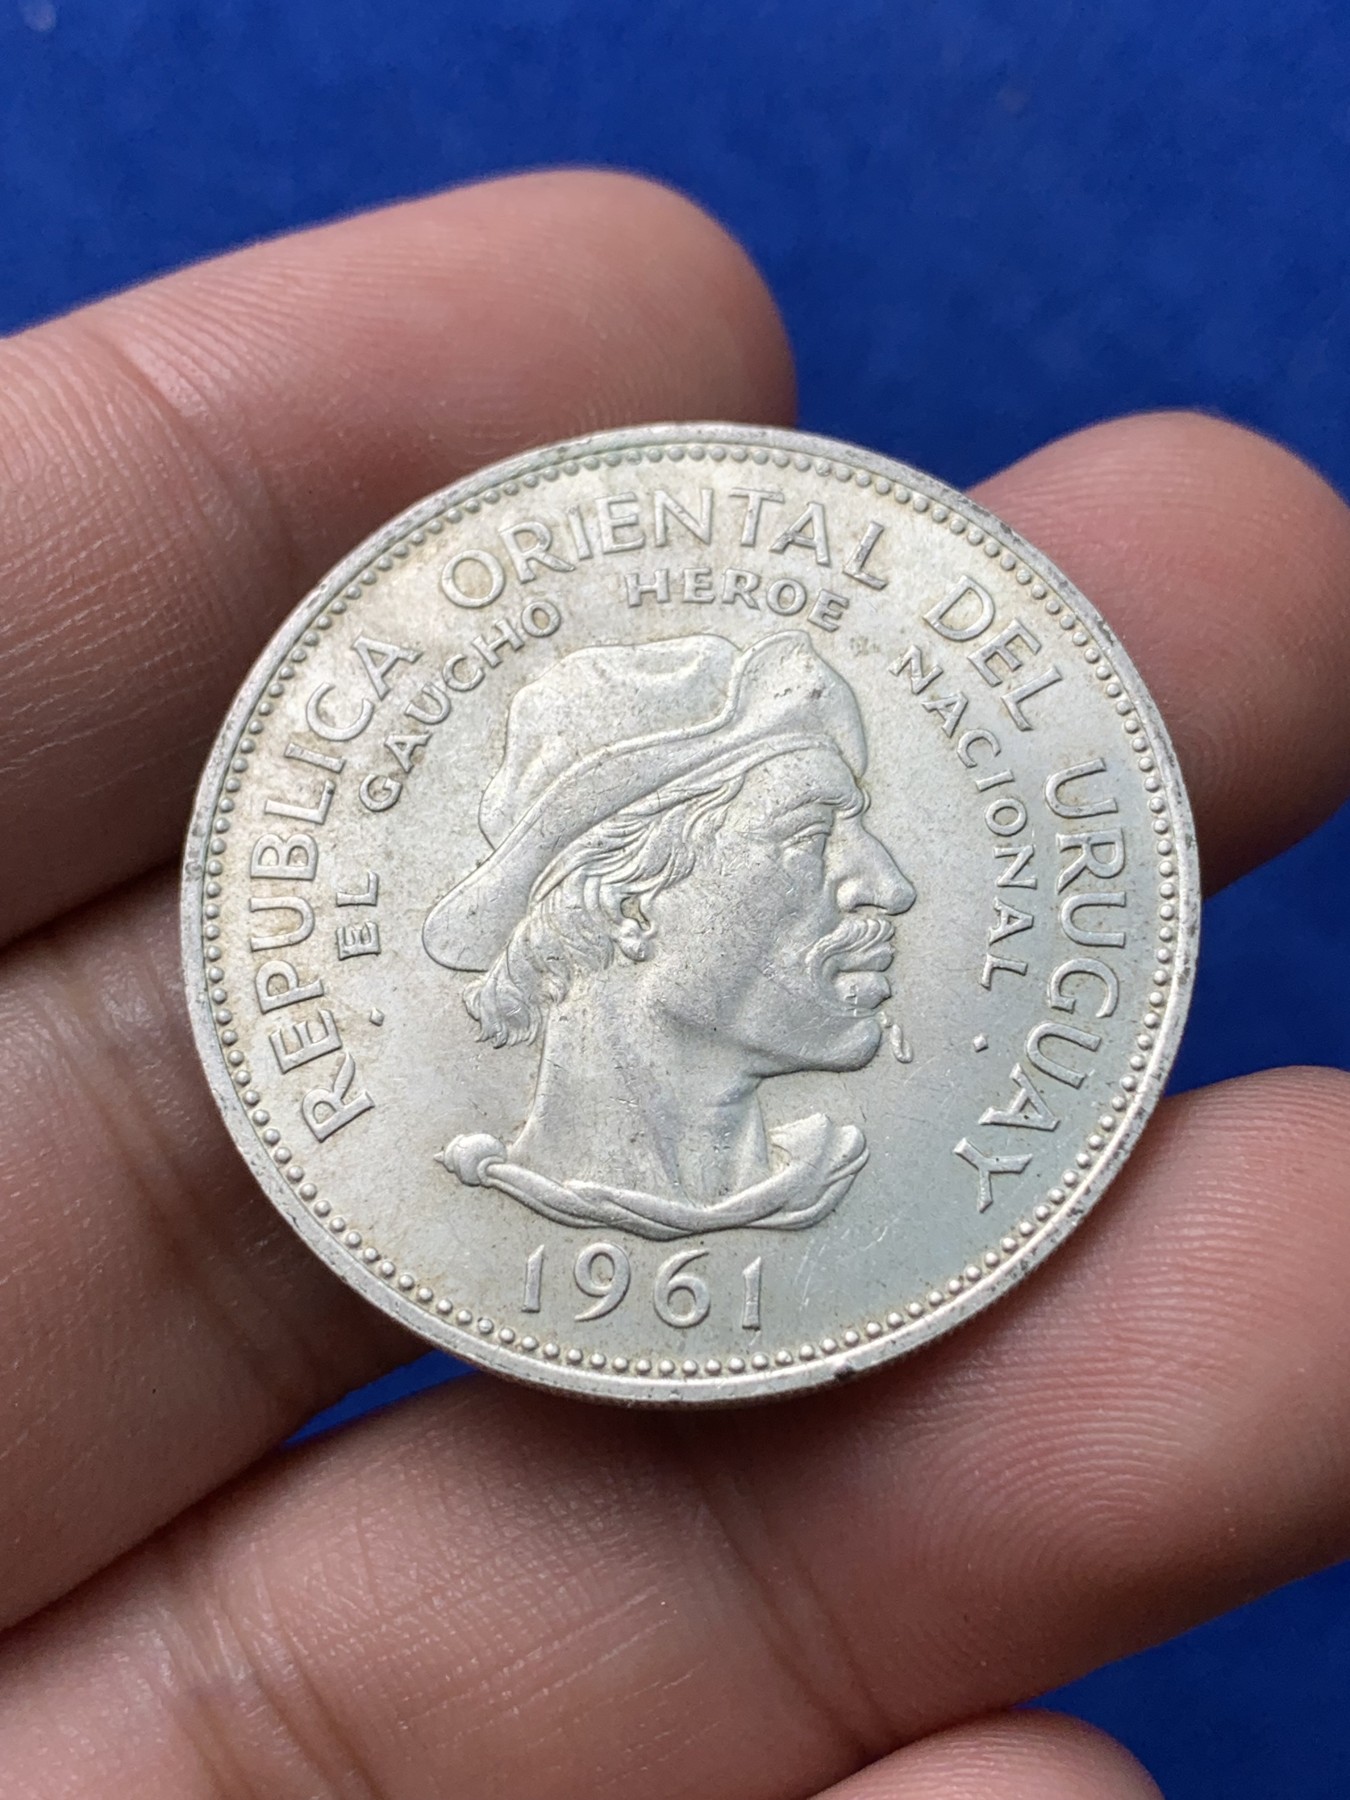 REPUBLICA ORIENTAL DEL URUGUAY
· EL GAUCHO HEROE NACIONAL ·
1961